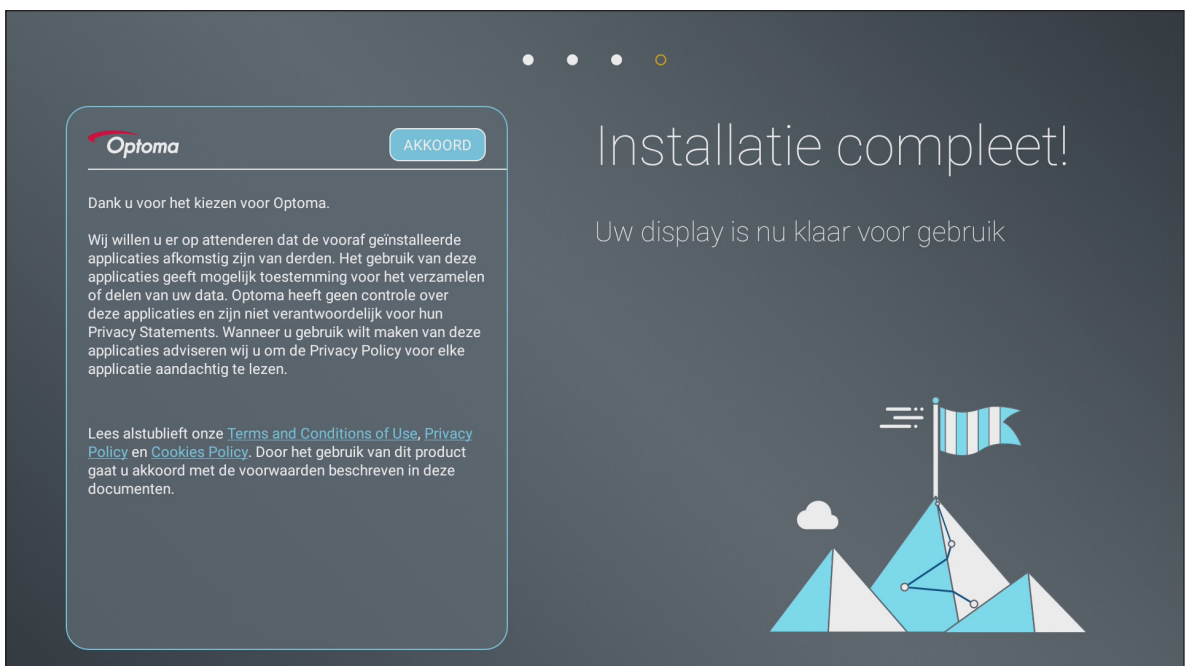 Optoma
AKKOORD
Dank u voor het kiezen voor Optoma.
Wij willen u er op attenderen dat de vooraf geïnstalleerde
applicaties afkomstig zijn van derden. Het gebruik van deze
applicaties geeft mogelijk toestemming voor het verzamelen
of delen van uw data. Optoma heeft geen controle over
deze applicaties en zijn niet verantwoordelijk voor hun
Privacy Statements. Wanneer u gebruik wilt maken van deze
applicaties adviseren wij u om de Privacy Policy voor elke
applicatie aandachtig te lezen.
Lees alstublieft onze Terms and Conditions of Use, Privacy
Policy en Cookies Policy. Door het gebruik van dit product
gaat u akkoord met de voorwaarden beschreven in deze
documenten.
Installatie compleet!
Uw display is nu klaar voor gebruik